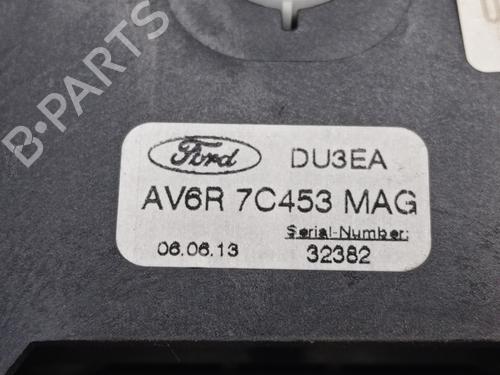 B-PARTS
Ford DU3EA
AV6R 7C453 MAG
Serial-Number:
06.06.13 32382